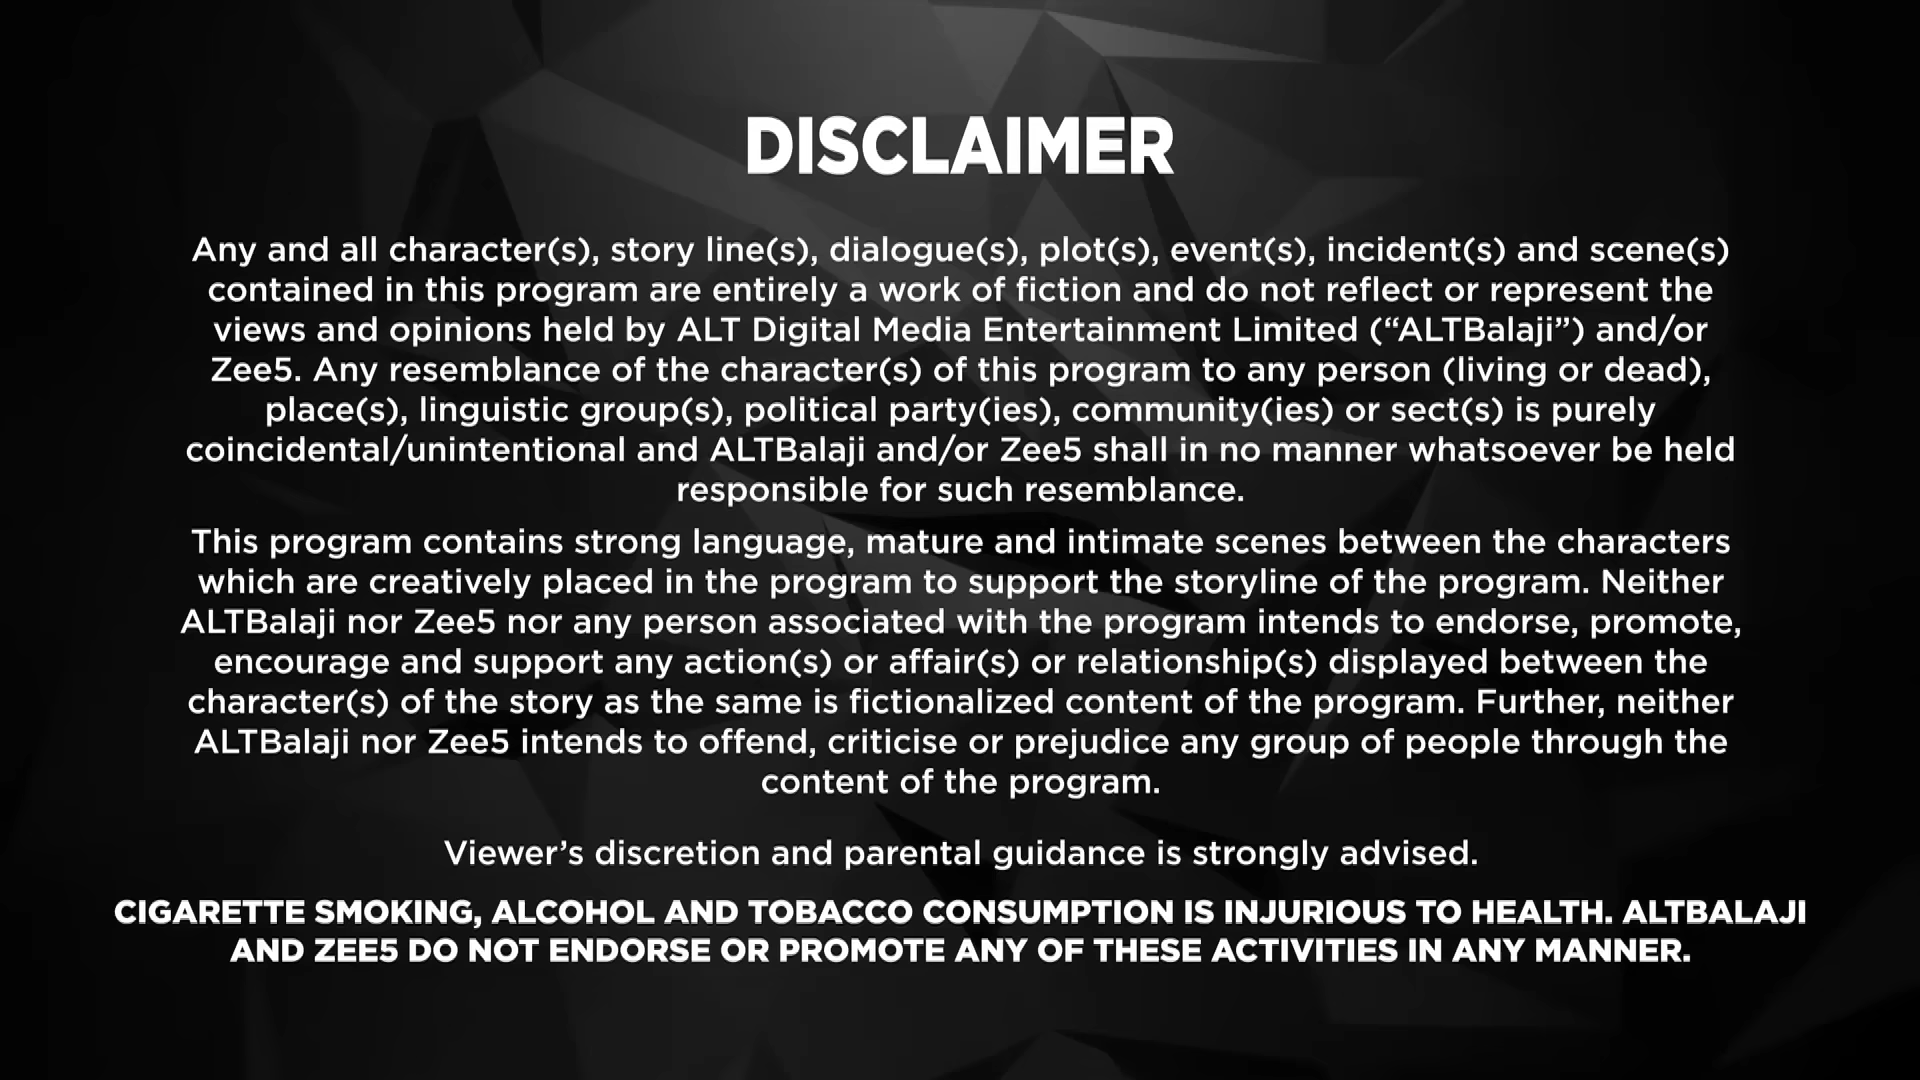 DISCLAIMER
Any and all character(s), story line(s), dialogue(s), plot(s), event(s), incident(s) and scene(s)
contained in this program are entirely a work of fiction and do not reflect or represent the
views and opinions held by ALT Digital Media Entertainment Limited (“ALTBalaji”) and/or
Zee5. Any resemblance of the character(s) of this program to any person (living or dead),
place(s), linguistic group(s), political party(ies), community(ies) or sect(s) is purely
coincidental/unintentional and ALTBalaji and/or Zee5 shall in no manner whatsoever be held
responsible for such resemblance.
This program contains strong language, mature and intimate scenes between the characters
which are creatively placed in the program to support the storyline of the program. Neither
ALTBalaji nor Zee5 nor any person associated with the program intends to endorse, promote,
encourage and support any action(s) or affair(s) or relationship(s) displayed between the
character(s) of the story as the same is fictionalized content of the program. Further, neither
ALTBalaji nor Zee5 intends to offend, criticise or prejudice any group of people through the
content of the program.
Viewer’s discretion and parental guidance is strongly advised.
CIGARETTE SMOKING, ALCOHOL AND TOBACCO CONSUMPTION IS INJURIOUS TO HEALTH. ALTBALAJI
AND ZEE5 DO NOT ENDORSE OR PROMOTE ANY OF THESE ACTIVITIES IN ANY MANNER.